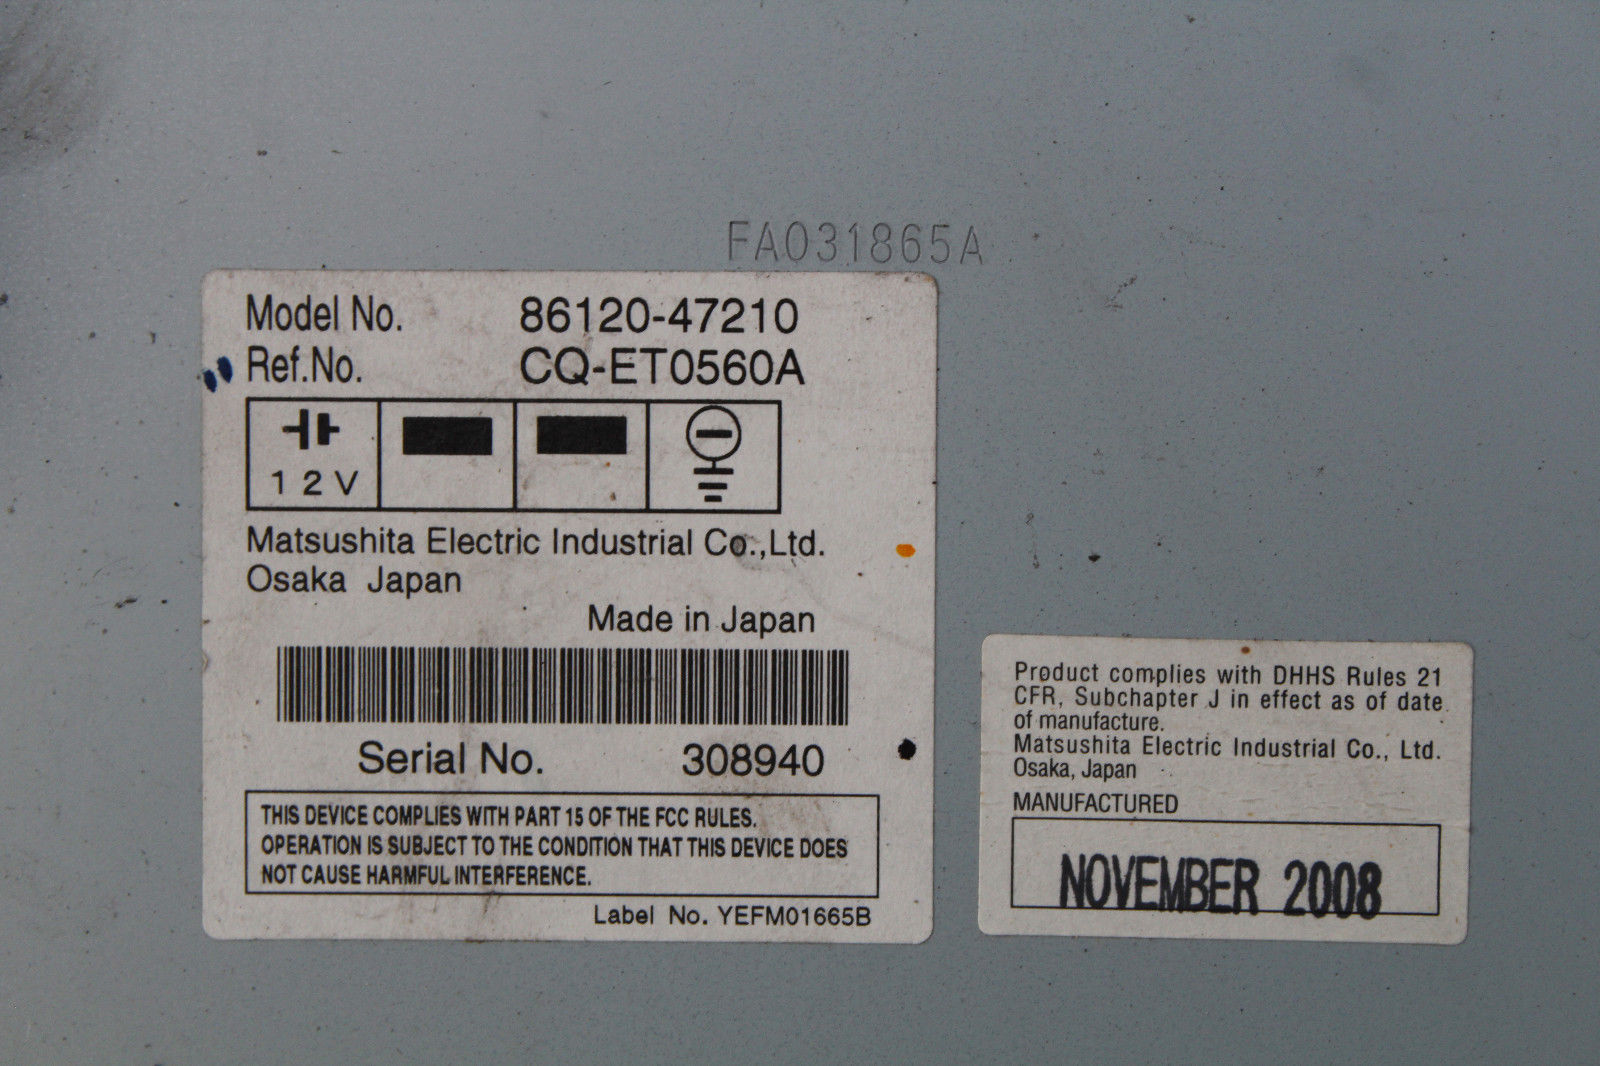 FA031865A
Model No. 86120-47210
Ref.No. CQ-ET0560A
12V
Matsushita Electric Industrial Co.,Ltd.
Osaka Japan
Made in Japan
Serial No. 308940
THIS DEVICE COMPLIES WITH PART 15 OF THE FCC RULES.
OPERATION IS SUBJECT TO THE CONDITION THAT THIS DEVICE DOES
NOT CAUSE HARMFUL INTERFERENCE.
Label No. YEFM01665B
Product complies with DHHS Rules 21
CFR, Subchapter J in effect as of date
of manufacture.
Matsushita Electric Industrial Co., Ltd.
Osaka, Japan
MANUFACTURED
NOVEMBER 2008